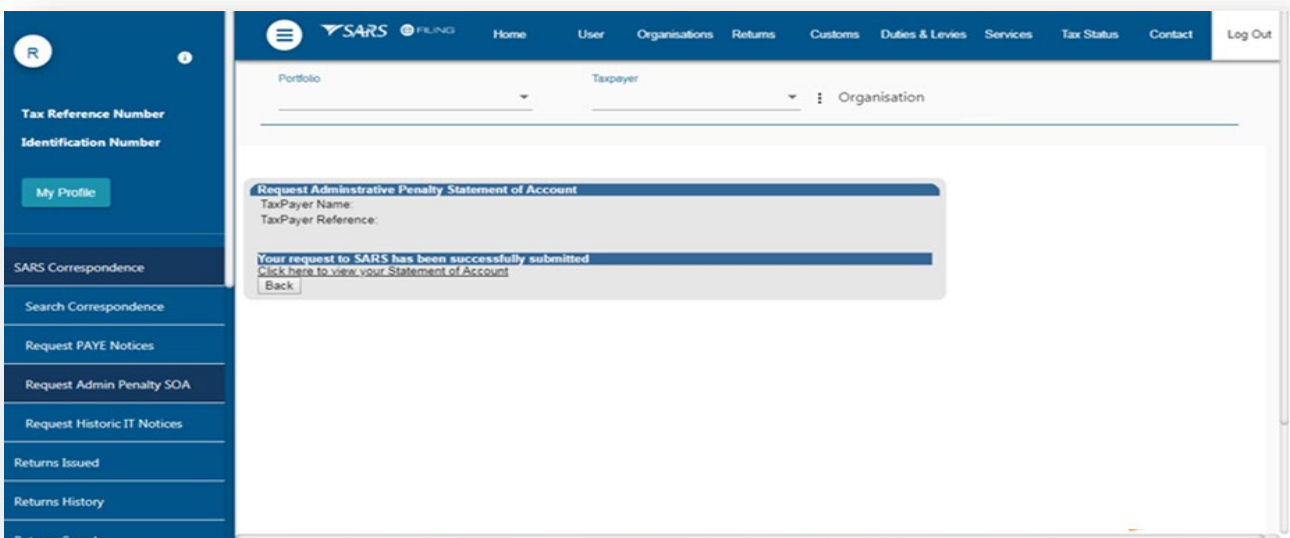 R
SARS eFILING
Home User Organisations Returns Customs Duties & Levies Services Tax Status Contact Log Out
Portfolio
Taxpayer
Organisation
Tax Reference Number
Identification Number
My Profile
SARS Correspondence
Search Correspondence
Request PAYE Notices
Request Admin Penalty SOA
Request Historic IT Notices
Returns Issued
Returns History
Request Adminstrative Penalty Statement of Account
TaxPayer Name:
TaxPayer Reference:
Your request to SARS has been successfully submitted
Click here to view your Statement of Account
Back